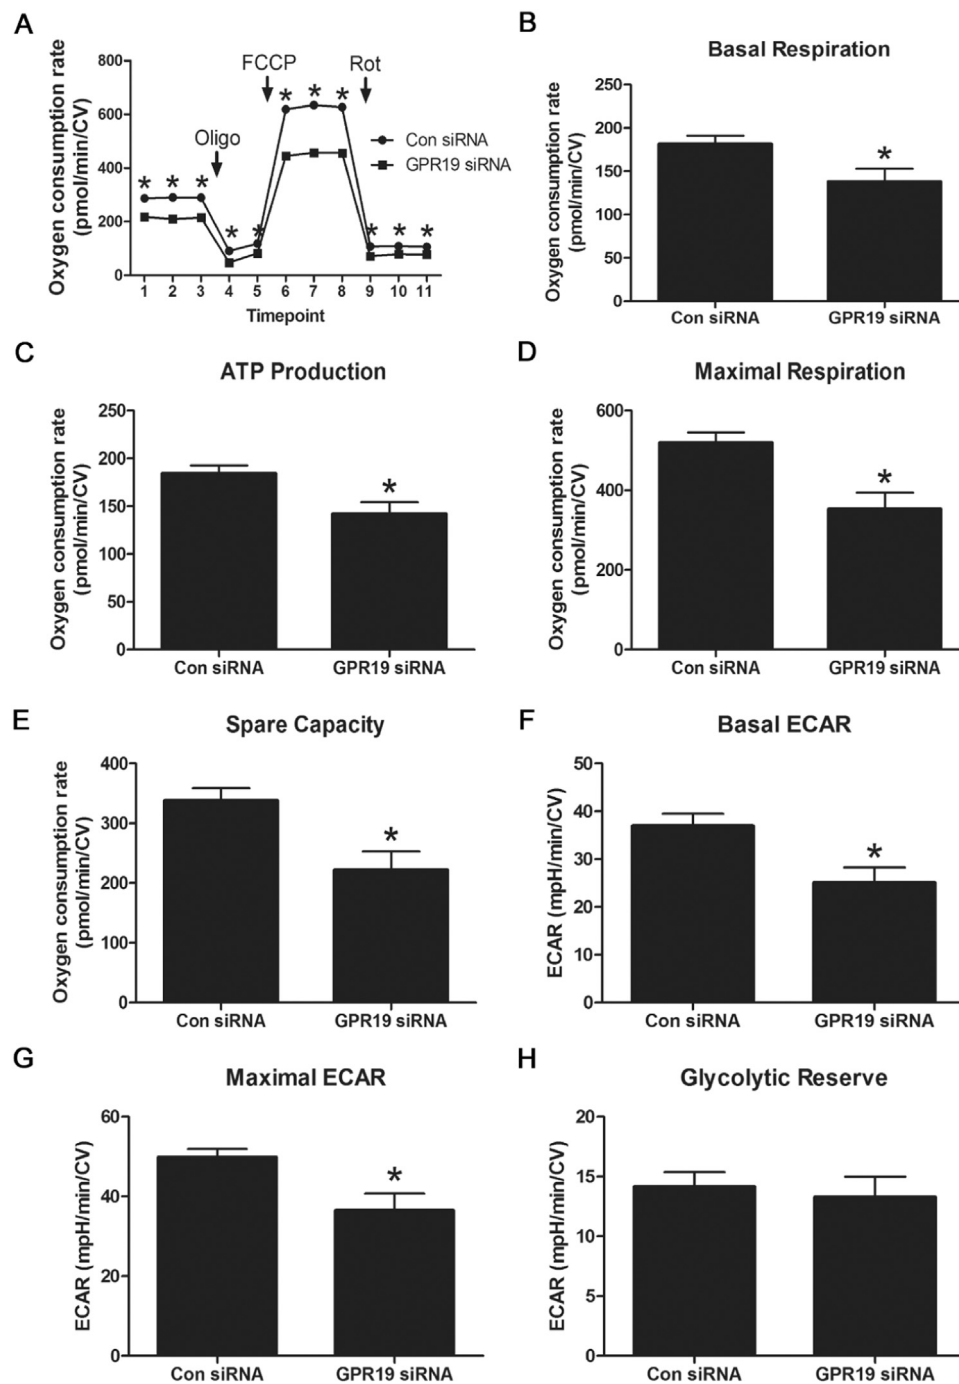 A
Oxygen consumption rate
(pmol/min/CV)
800
600
400
200
0
FCCP
Rot
Oligo
* * * * * * * * * * *
Con siRNA
GPR19 siRNA
1 2 3 4 5 6 7 8 9 10 11
Timepoint
B
Basal Respiration
Oxygen consumption rate
(pmol/min/CV)
250
200
150
100
50
0
*
Con siRNA GPR19 siRNA
C
ATP Production
Oxygen consumption rate
(pmol/min/CV)
250
200
150
100
50
0
*
Con siRNA GPR19 siRNA
D
Maximal Respiration
Oxygen consumption rate
(pmol/min/CV)
600
400
200
0
*
Con siRNA GPR19 siRNA
E
Spare Capacity
Oxygen consumption rate
(pmol/min/CV)
400
300
200
100
0
*
Con siRNA GPR19 siRNA
F
Basal ECAR
ECAR (mpH/min/CV)
50
40
30
20
10
0
*
Con siRNA GPR19 siRNA
G
Maximal ECAR
ECAR (mpH/min/CV)
60
40
20
0
*
Con siRNA GPR19 siRNA
H
Glycolytic Reserve
ECAR (mpH/min/CV)
20
15
10
5
0
Con siRNA GPR19 siRNA